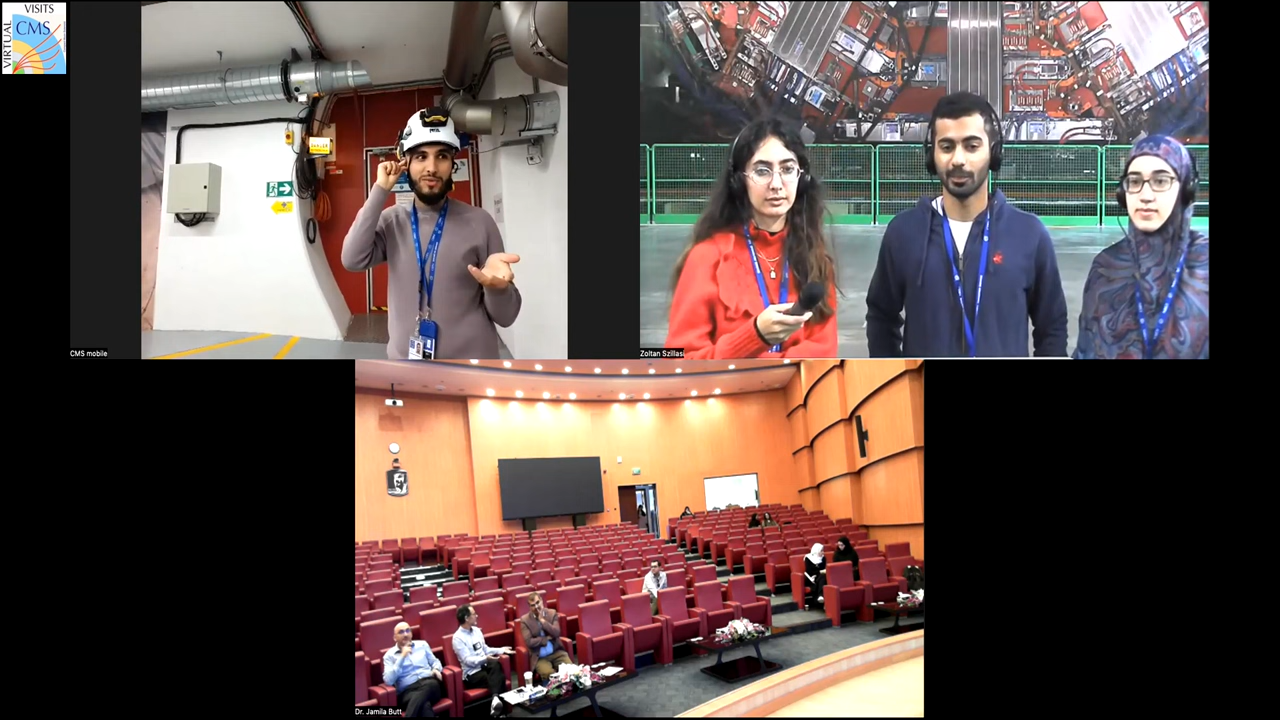 VISITS
CMS
VIRTUAL
CMS mobile
Zoltan Szillasi
Dr. Jamila Butt